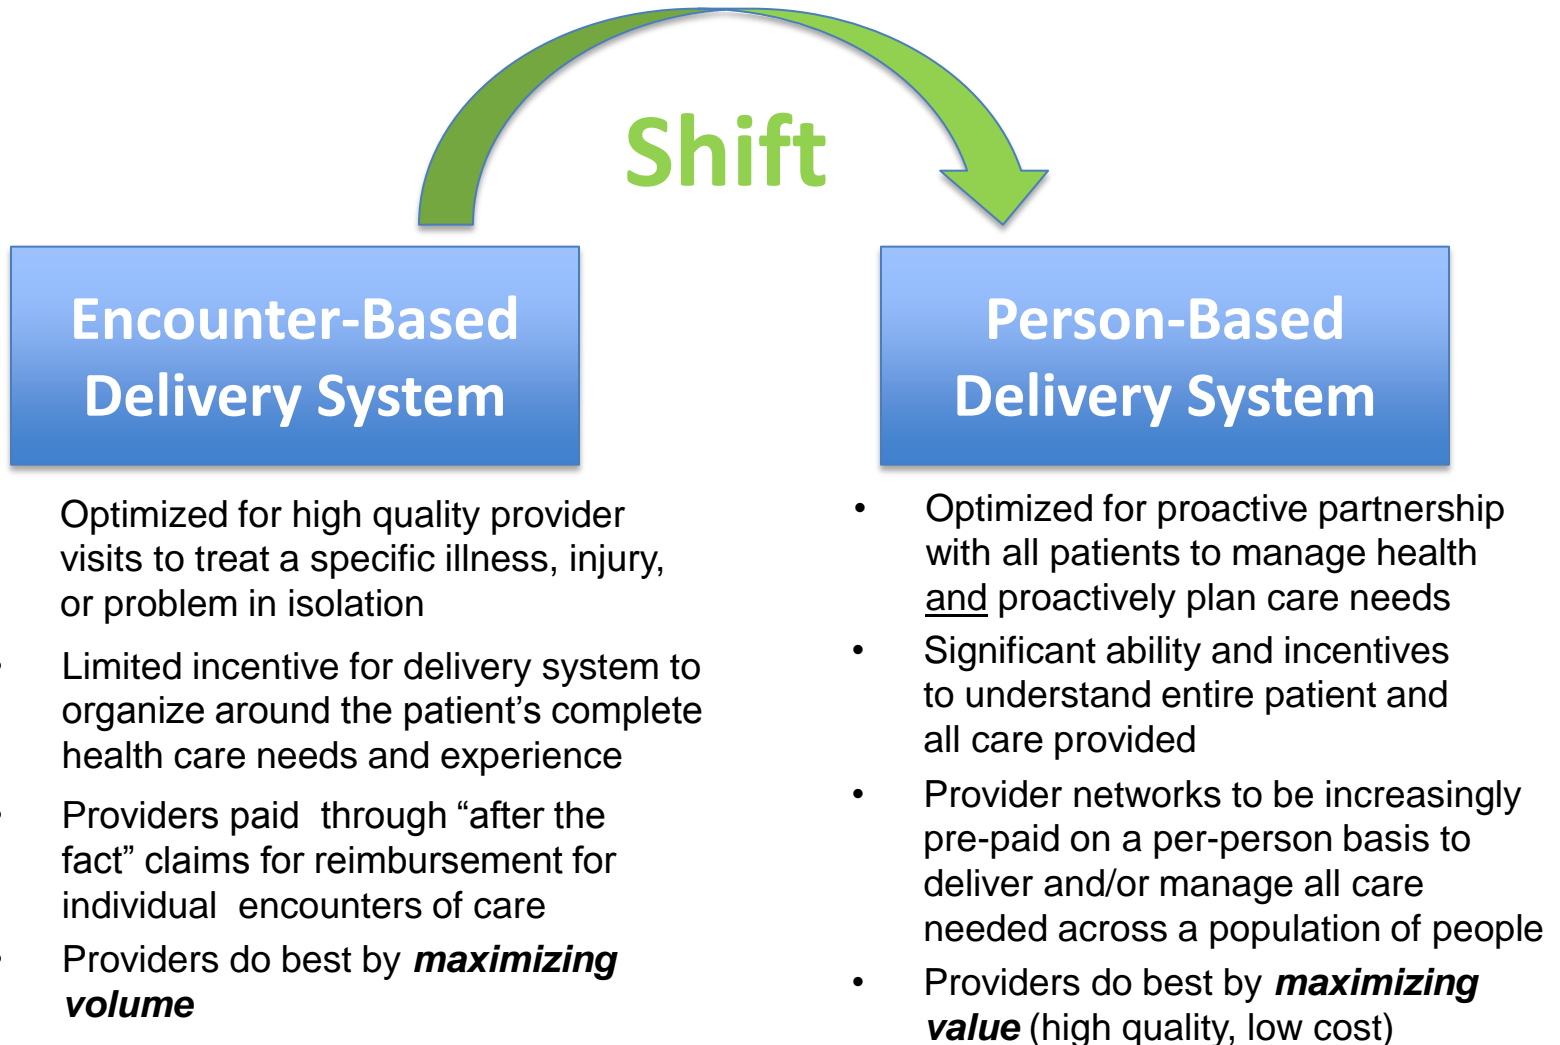 Shift
Encounter-Based
Delivery System
Optimized for high quality provider
visits to treat a specific illness, injury,
or problem in isolation
• Limited incentive for delivery system to
organize around the patient’s complete
health care needs and experience
• Providers paid through “after the
fact” claims for reimbursement for
individual encounters of care
• Providers do best by maximizing
volume
Person-Based
Delivery System
• Optimized for proactive partnership
with all patients to manage health
and proactively plan care needs
• Significant ability and incentives
to understand entire patient and
all care provided
• Provider networks to be increasingly
pre-paid on a per-person basis to
deliver and/or manage all care
needed across a population of people
• Providers do best by maximizing
value (high quality, low cost)